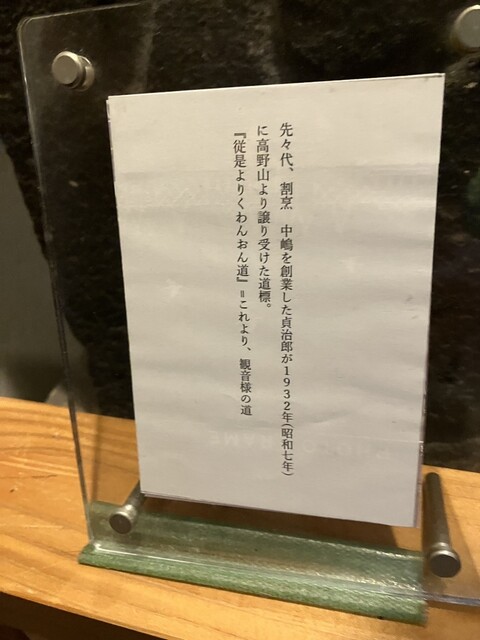 先々代、割烹　中嶋を創業した貞治郎が1932年(昭和七年)
に高野山より譲り受けた道標。
『従是よりくわんおん道』=これより、観音様の道